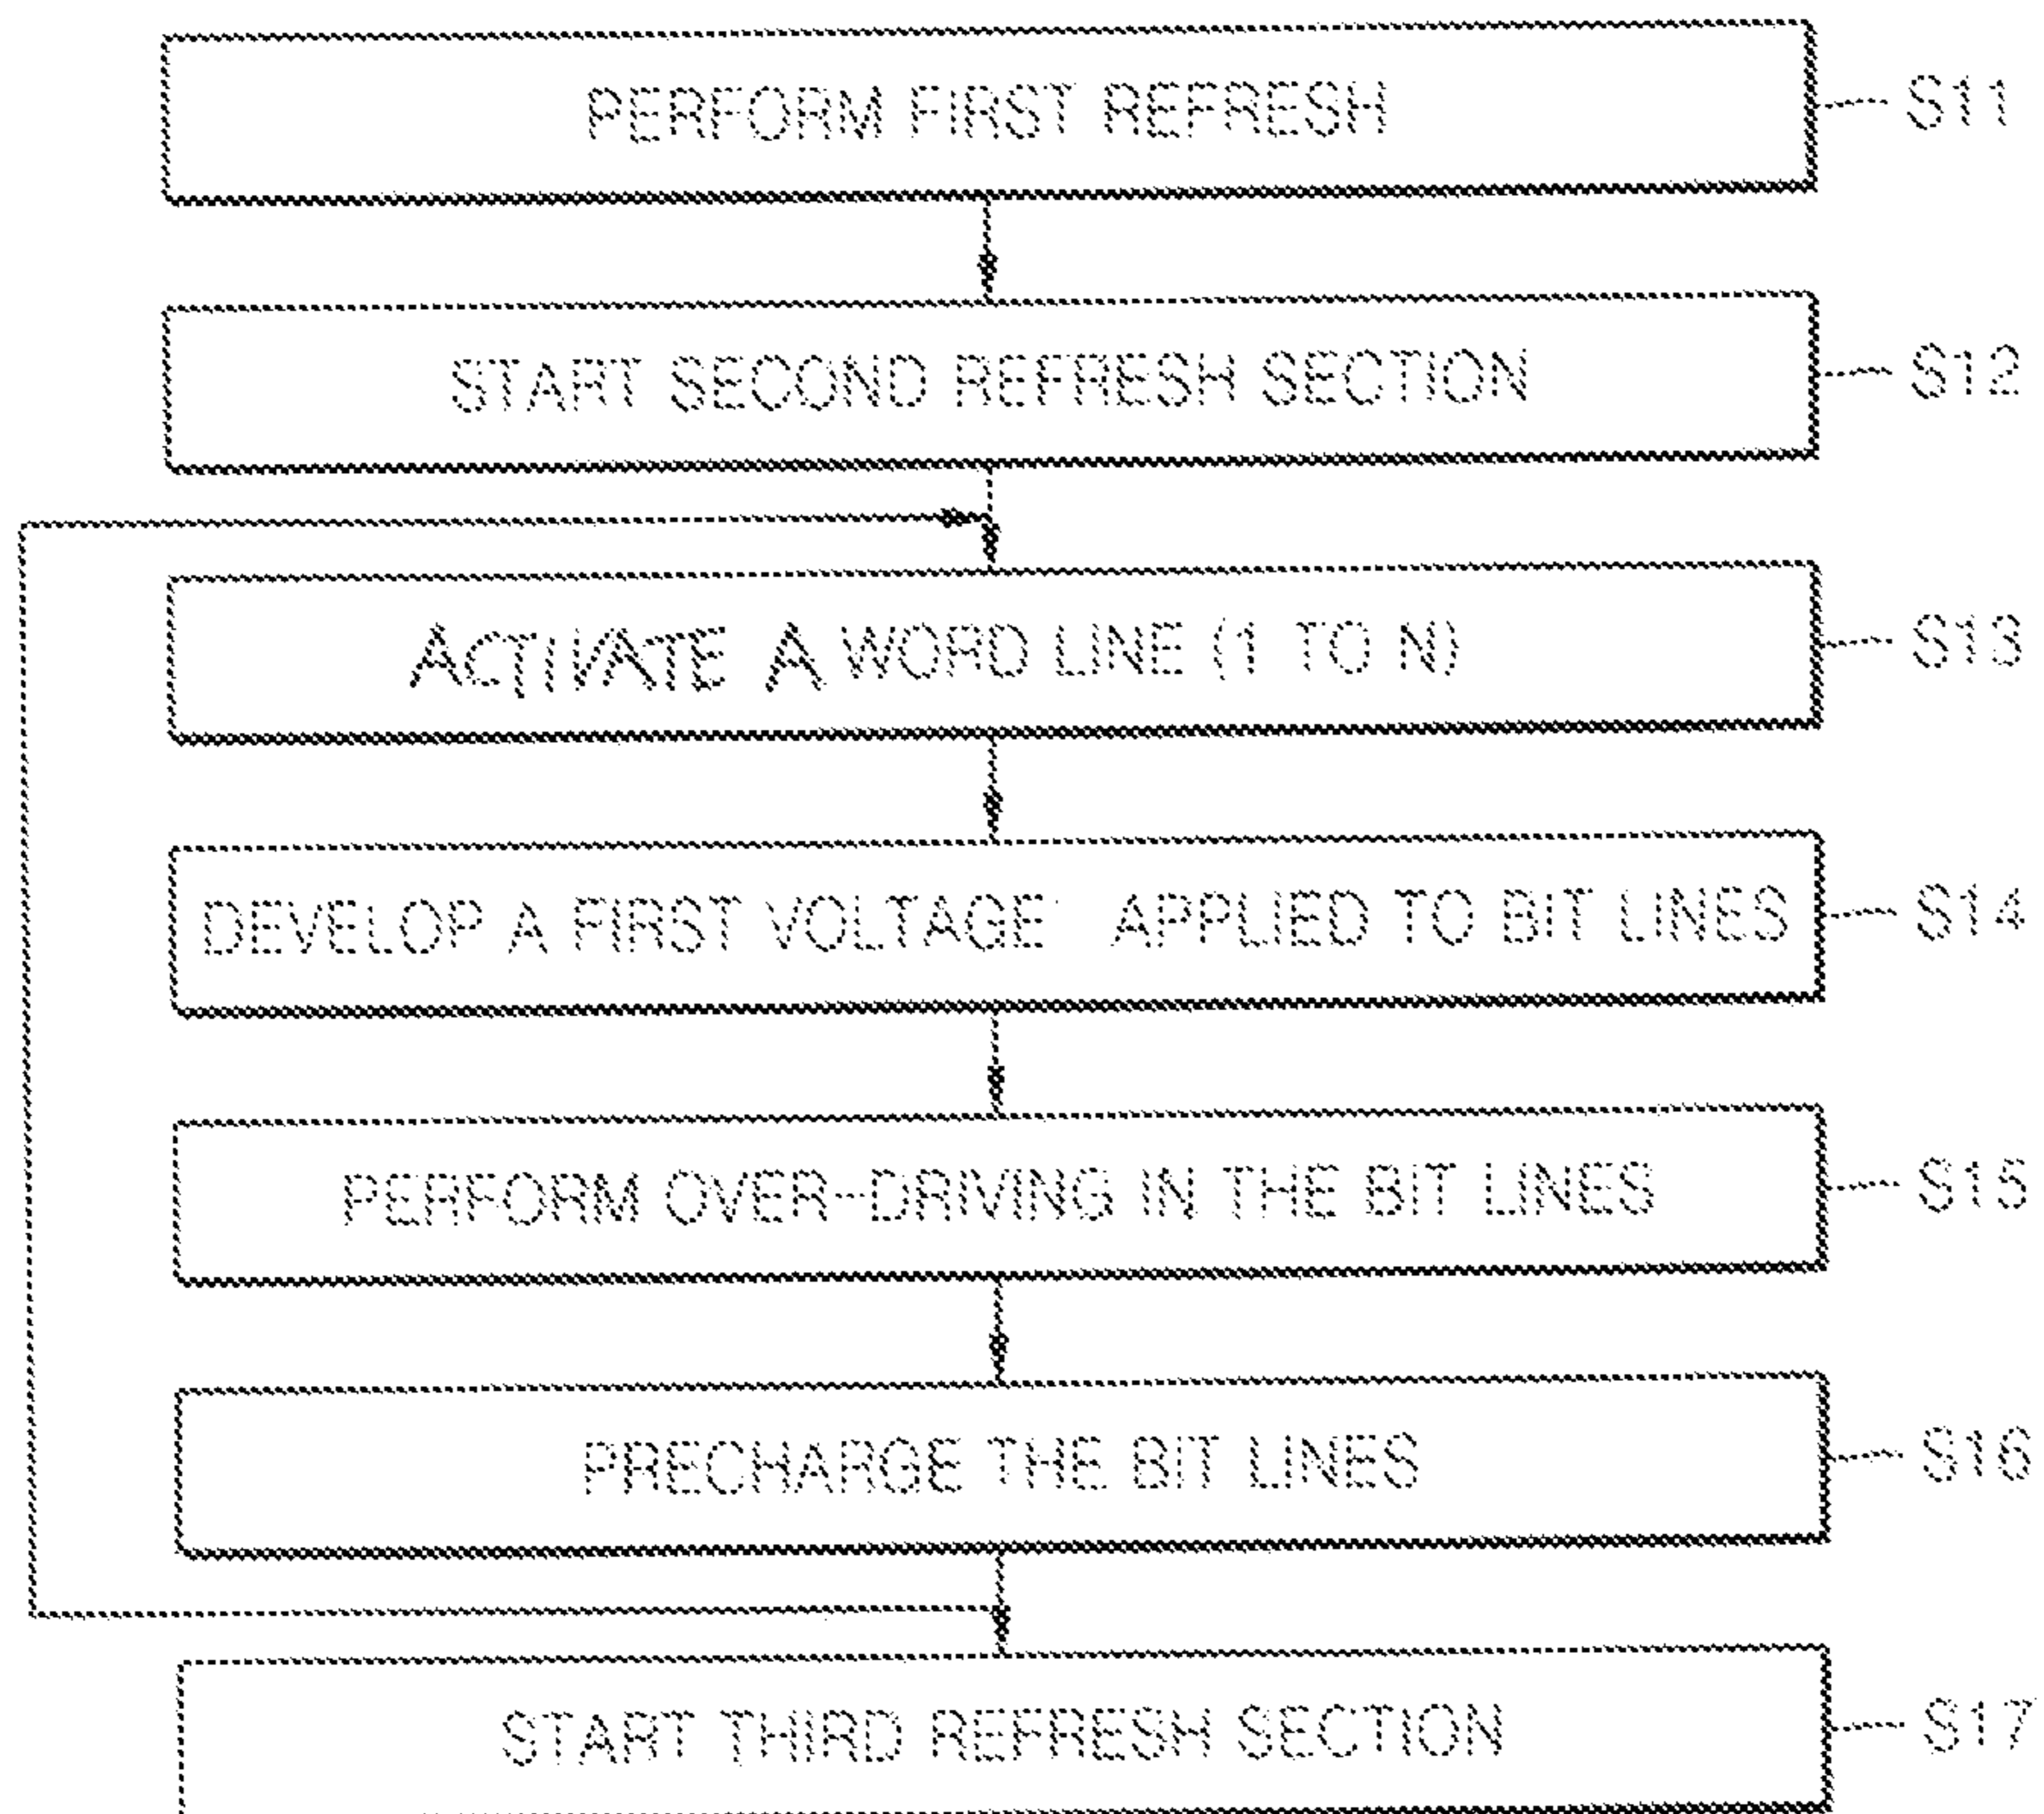 PERFORM FIRST REFRESH S11
START SECOND REFRESH SECTION S12
ACTIVATE A WORD LINE (1 TO N) S13
DEVELOP A FIRST VOLTAGE APPLIED TO BIT LINES S14
PERFORM OVER-DRIVING IN THE BIT LINES S15
PRECHARGE THE BIT LINES S16
START THIRD REFRESH SECTION S17